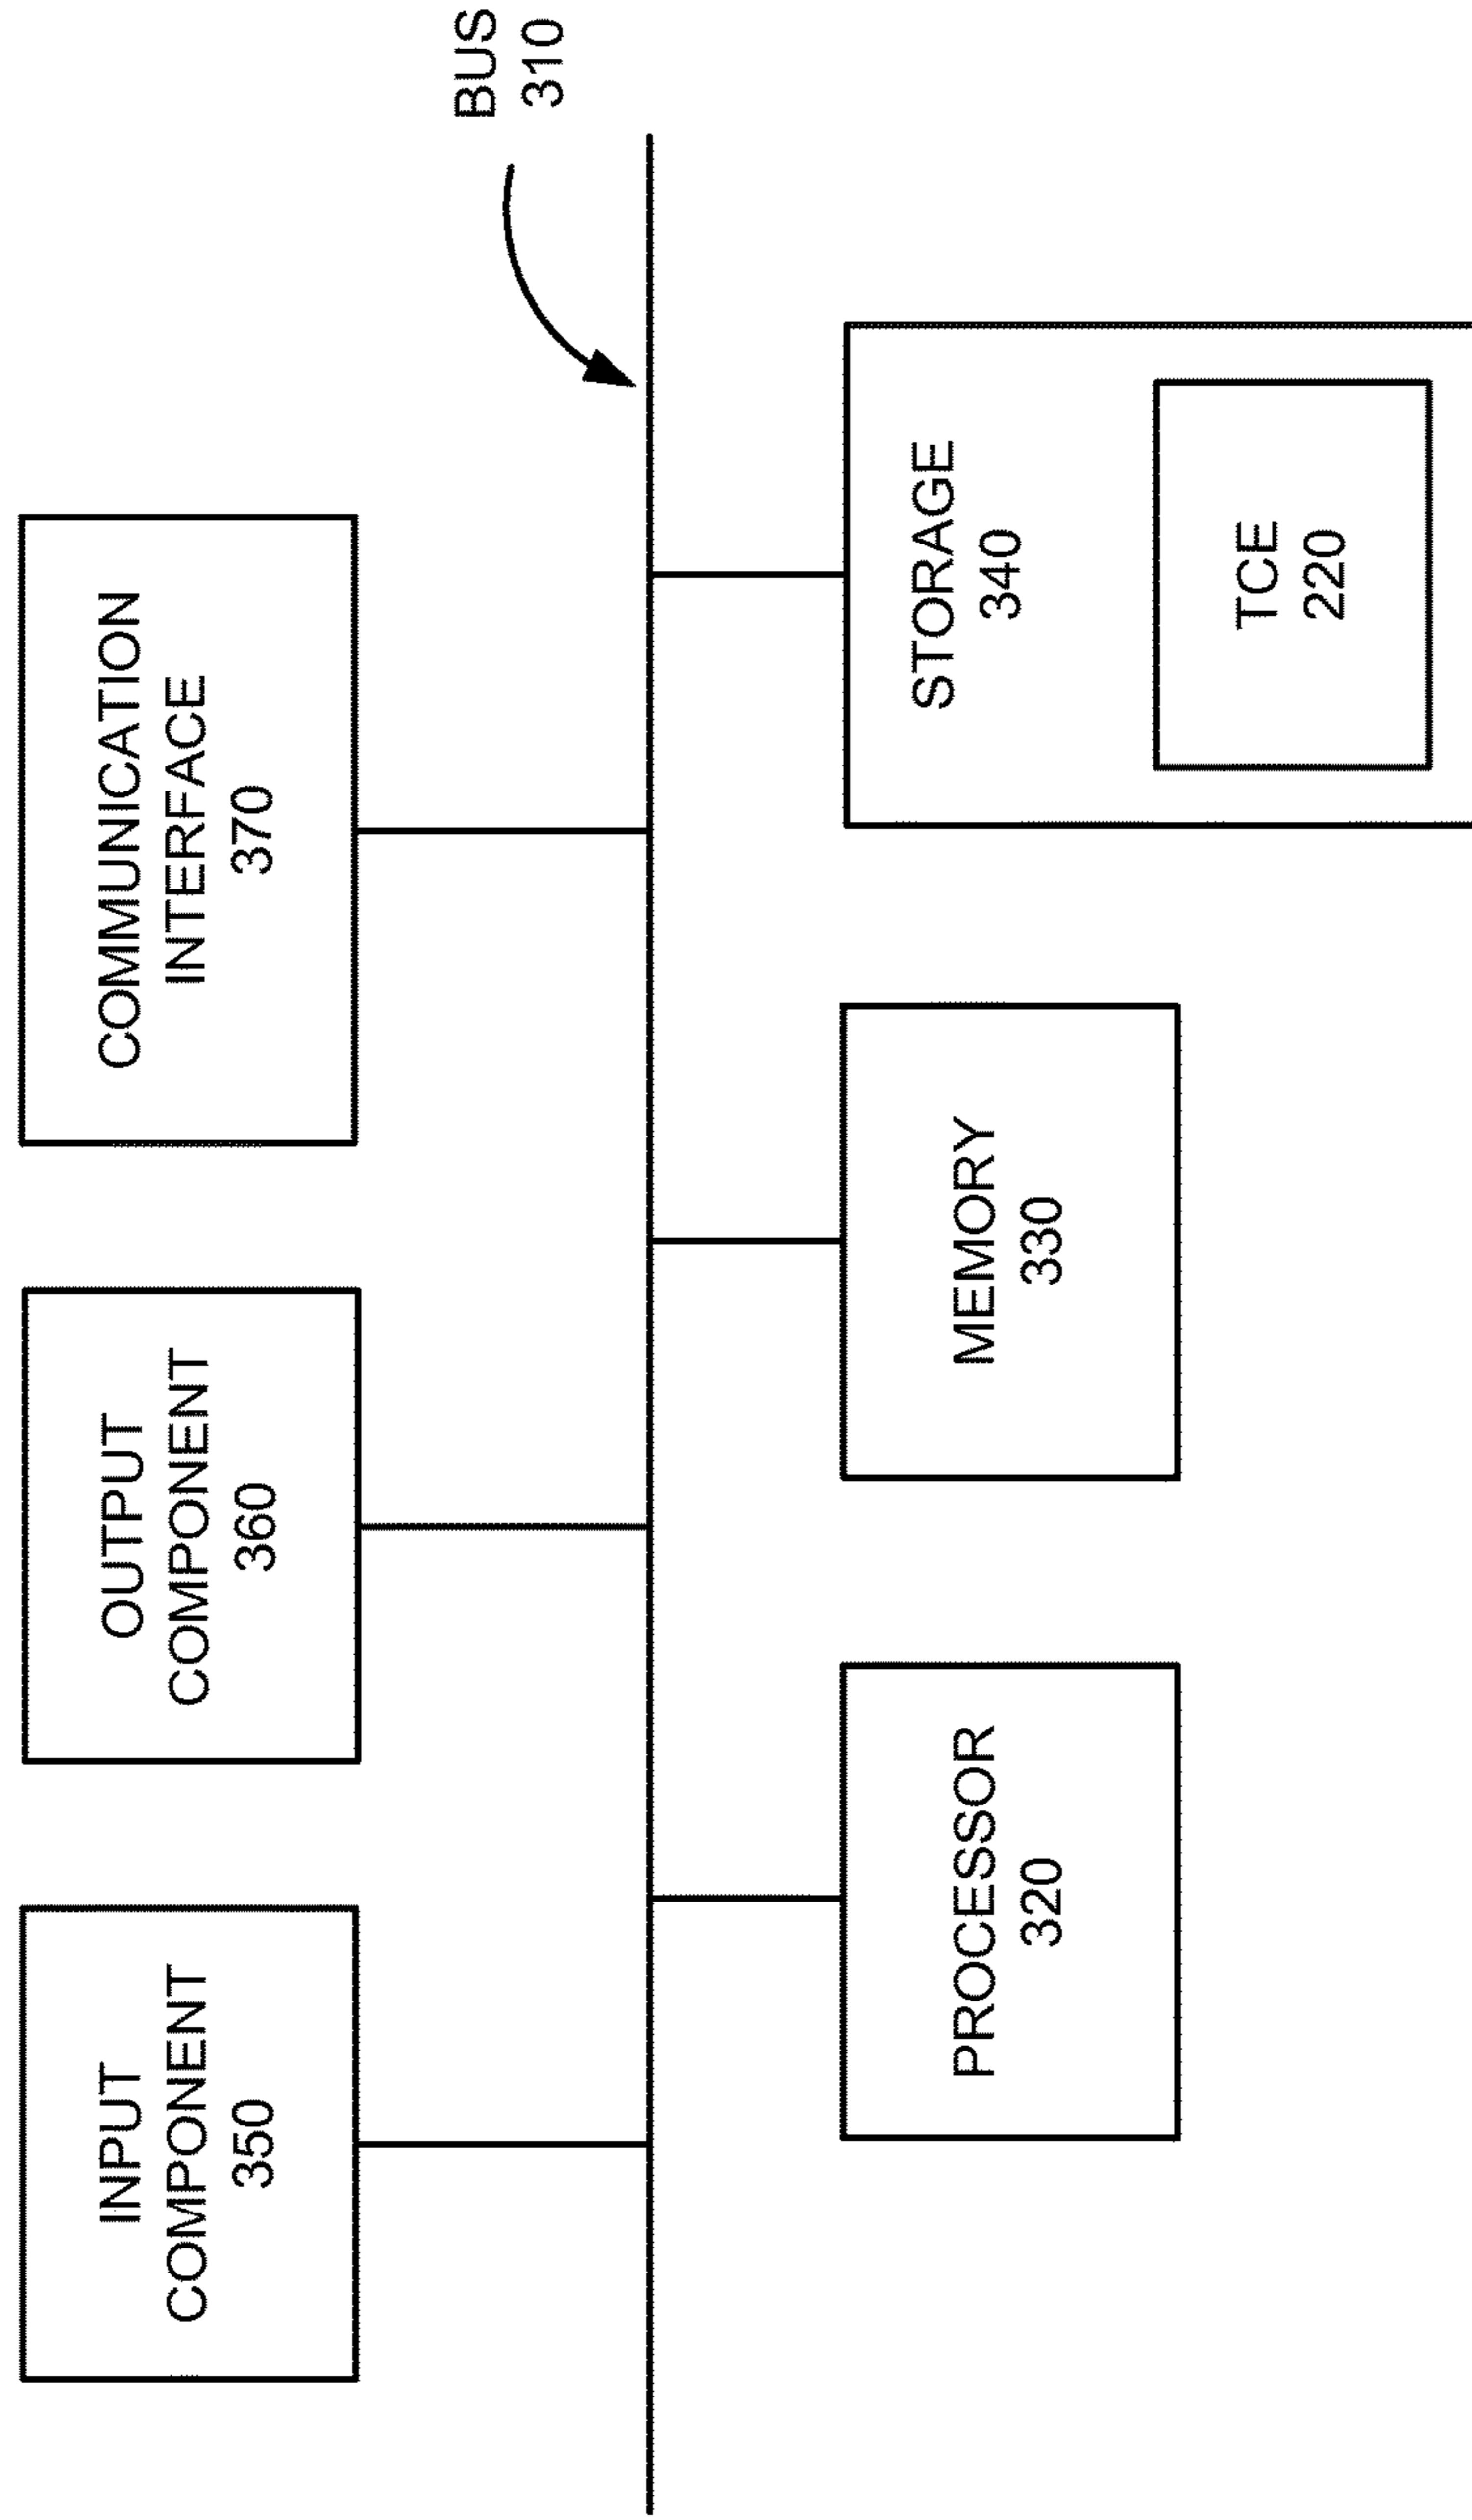 BUS
310
INPUT
COMPONENT
350
OUTPUT
COMPONENT
360
COMMUNICATION
INTERFACE
370
PROCESSOR
320
MEMORY
330
STORAGE
340
TCE
220